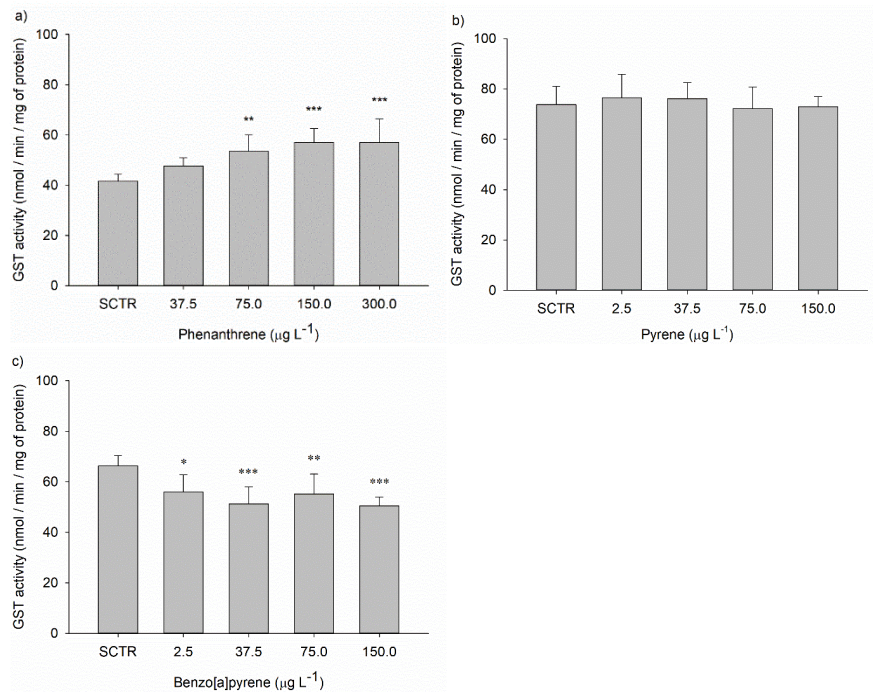 a)
100
80
60
40
20
0
GST activity (nmol / min / mg of protein)
**
***
***
SCTR 37.5 75.0 150.0 300.0
Phenanthrene (μg L-1)
b)
100
80
60
40
20
0
GST activity (nmol / min / mg of protein)
SCTR 2.5 37.5 75.0 150.0
Pyrene (μg L-1)
c)
100
80
60
40
20
0
GST activity (nmol / min / mg of protein)
*
***
**
***
SCTR 2.5 37.5 75.0 150.0
Benzo[a]pyrene (μg L-1)